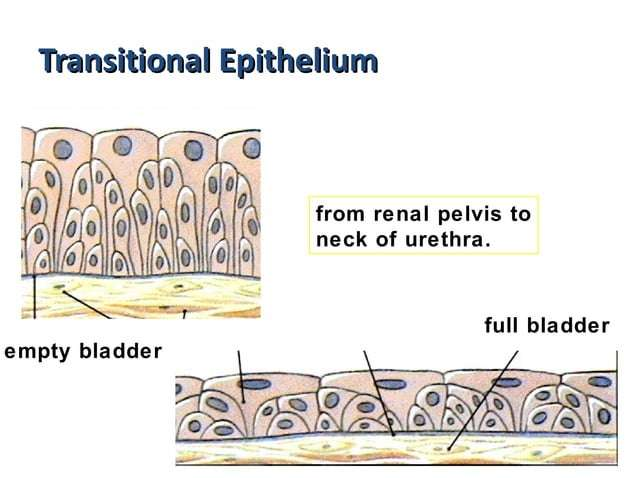 Transitional Epithelium
from renal pelvis to
neck of urethra.
full bladder
empty bladder